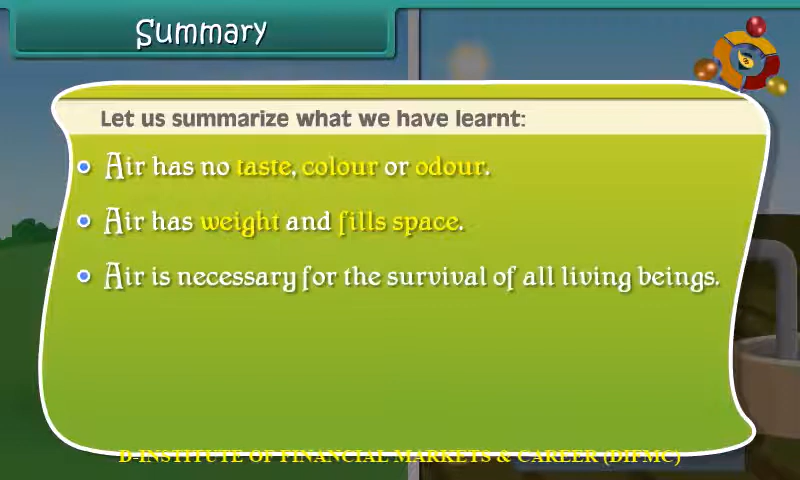 Summary
Let us summarize what we have learnt:
Air has no taste, colour or odour.
Air has weight and fills space.
Air is necessary for the survival of all living beings.
D-INSTITUTE OF FINANCIAL MARKETS & CAREER (DIFMC)